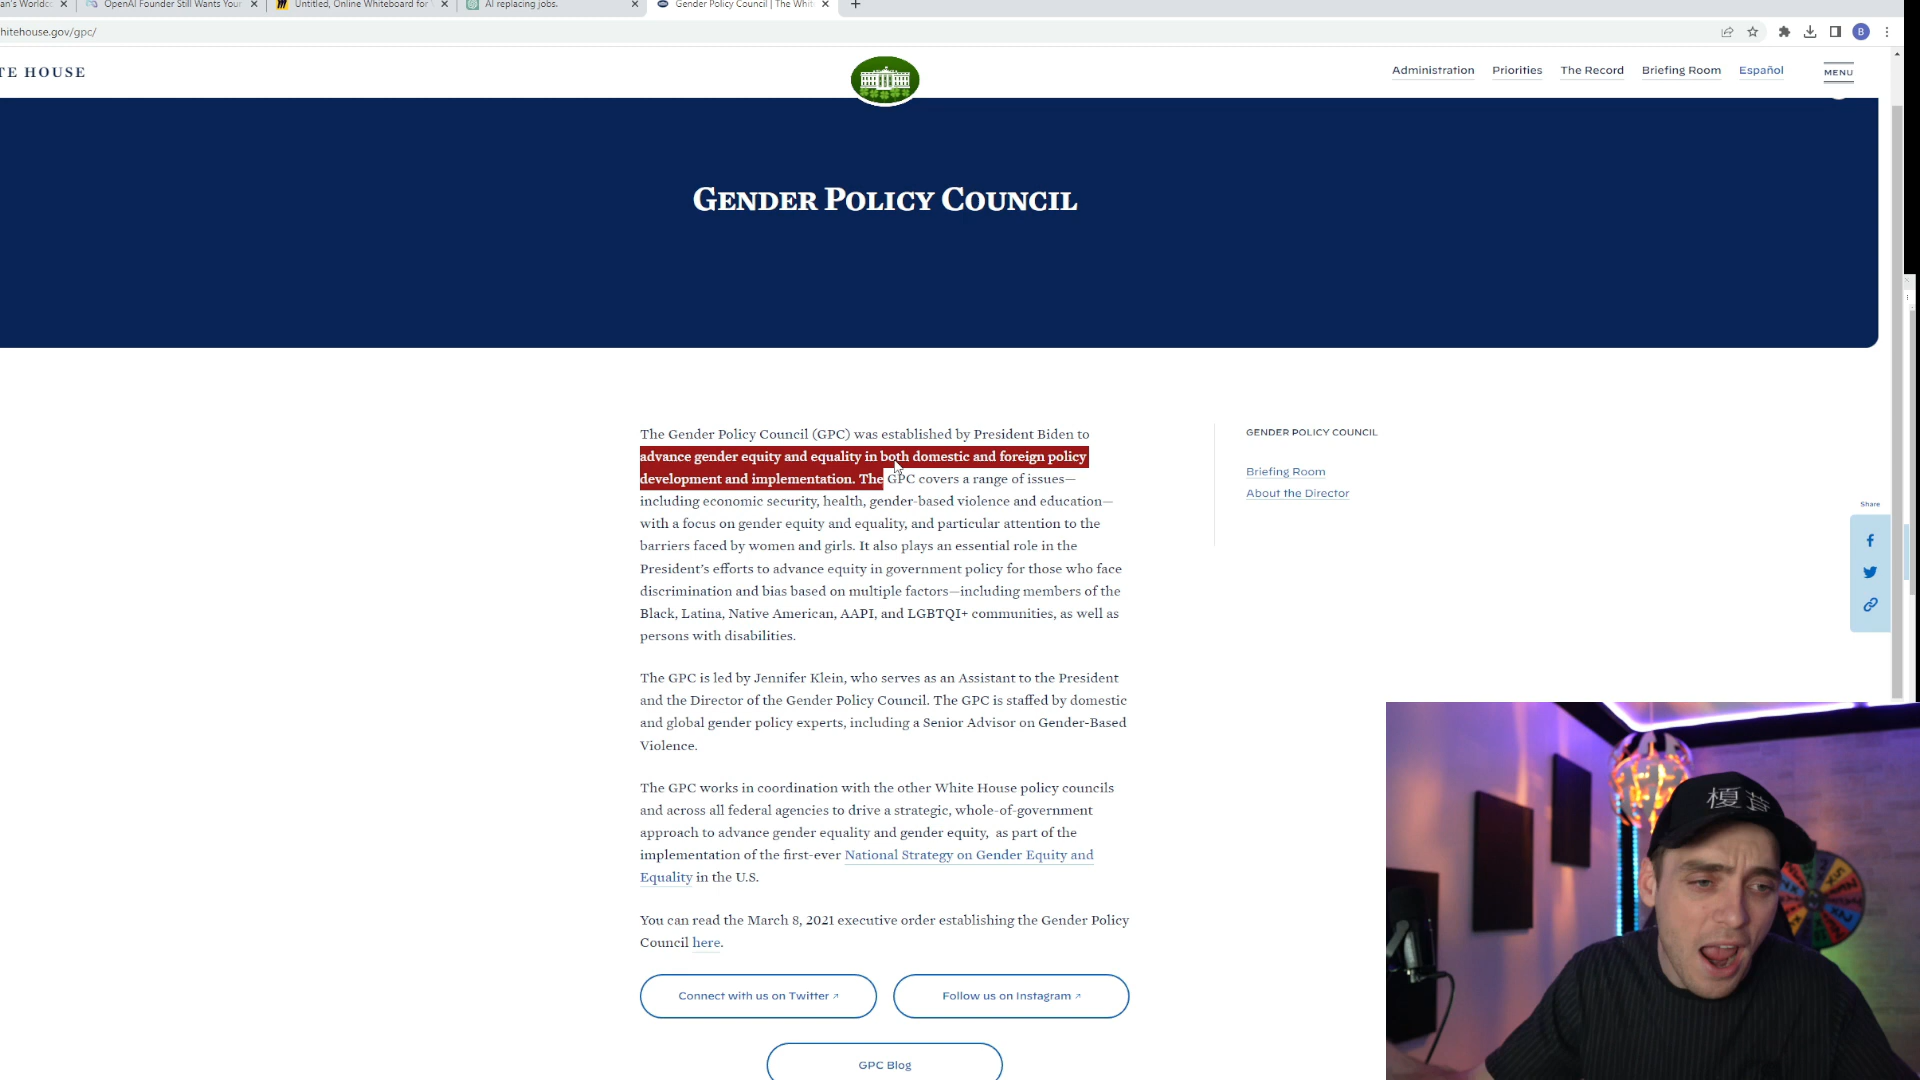 an's Worldc
OpenAI Founder Still Wants Your
Untitled, Online Whiteboard for
AI replacing jobs.
Gender Policy Council | The Whit
hitehouse.gov/gpc/
B
TE HOUSE
Administration
Priorities
The Record
Briefing Room
Español
MENU
GENDER POLICY COUNCIL
The Gender Policy Council (GPC) was established by President Biden to
advance gender equity and equality in both domestic and foreign policy
development and implementation. The GPC covers a range of issues—
including economic security, health, gender-based violence and education—
with a focus on gender equity and equality, and particular attention to the
barriers faced by women and girls. It also plays an essential role in the
President’s efforts to advance equity in government policy for those who face
discrimination and bias based on multiple factors—including members of the
Black, Latina, Native American, AAPI, and LGBTQI+ communities, as well as
persons with disabilities.
The GPC is led by Jennifer Klein, who serves as an Assistant to the President
and the Director of the Gender Policy Council. The GPC is staffed by domestic
and global gender policy experts, including a Senior Advisor on Gender-Based
Violence.
The GPC works in coordination with the other White House policy councils
and across all federal agencies to drive a strategic, whole-of-government
approach to advance gender equality and gender equity, as part of the
implementation of the first-ever National Strategy on Gender Equity and
Equality in the U.S.
You can read the March 8, 2021 executive order establishing the Gender Policy
Council here.
Connect with us on Twitter
Follow us on Instagram
GPC Blog
GENDER POLICY COUNCIL
Briefing Room
About the Director
Share
榎茸